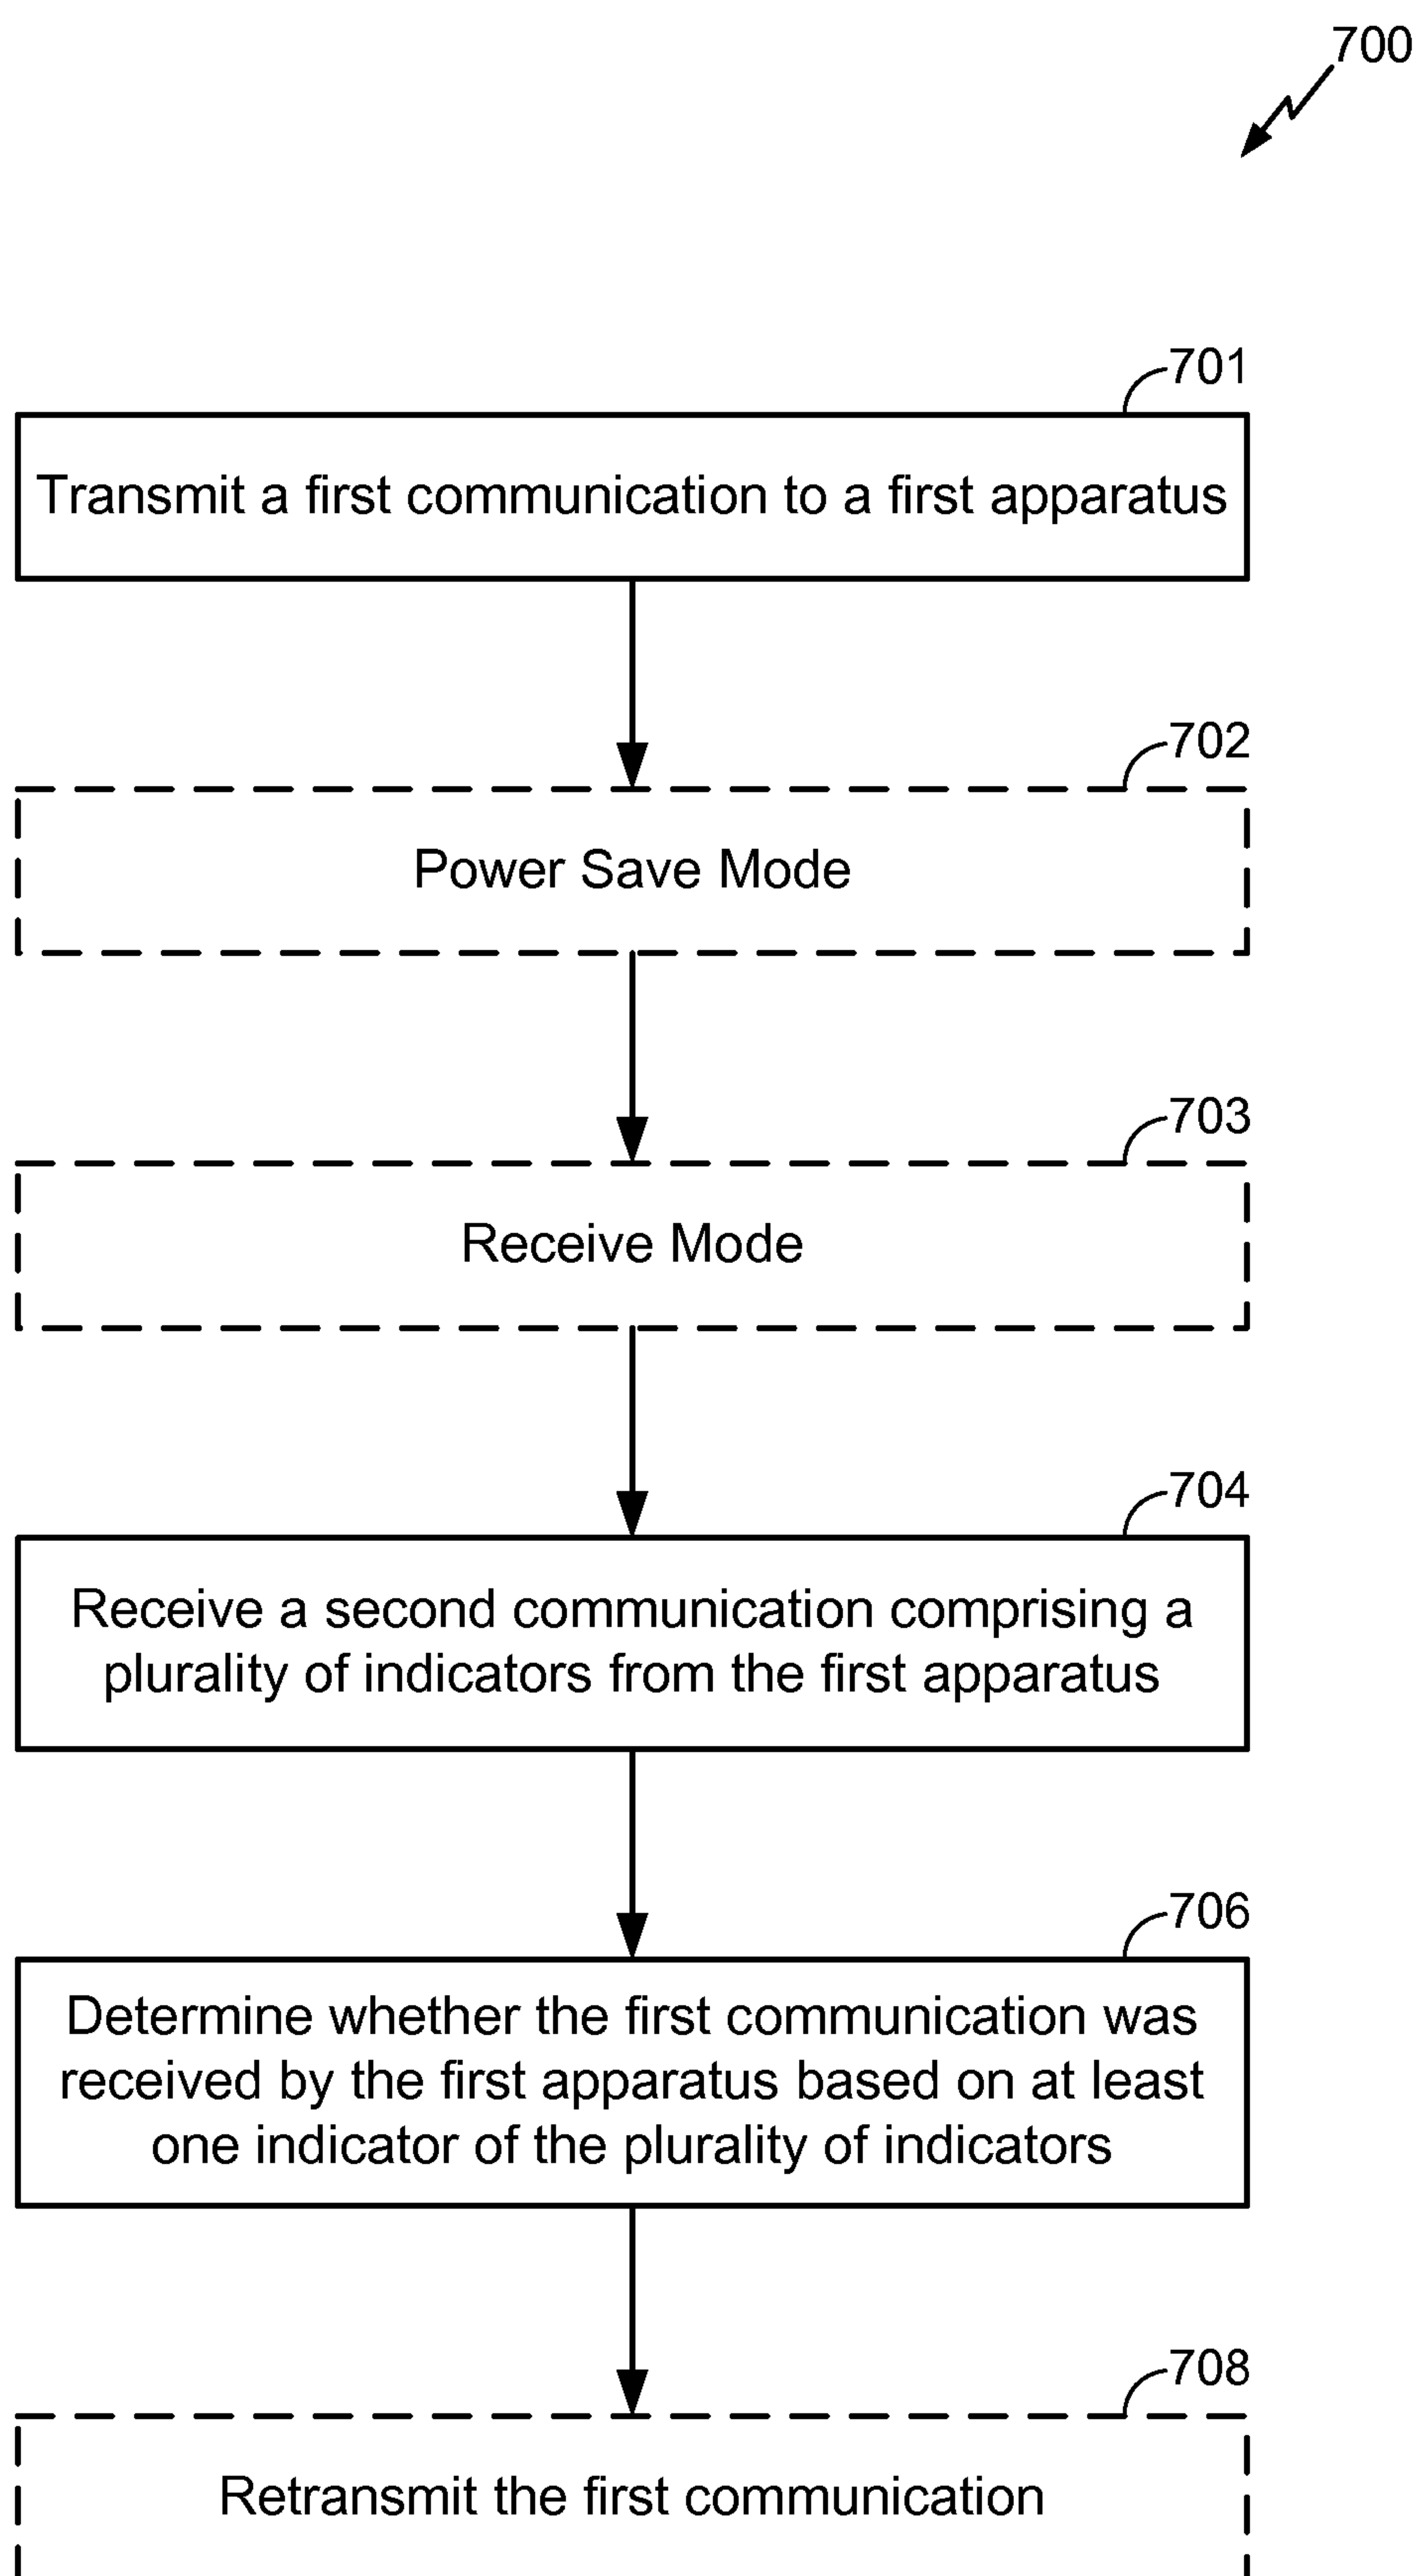 700
701
Transmit a first communication to a first apparatus
702
Power Save Mode
703
Receive Mode
704
Receive a second communication comprising a
plurality of indicators from the first apparatus
706
Determine whether the first communication was
received by the first apparatus based on at least
one indicator of the plurality of indicators
708
Retransmit the first communication